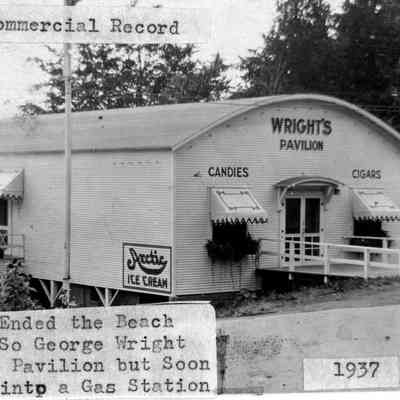 ommercial Record
WRIGHT'S
PAVILION
CANDIES
CIGARS
Arctic
ICE CREAM
Ended the Beach
So George Wright
Pavilion but Soon
into a Gas Station
1937